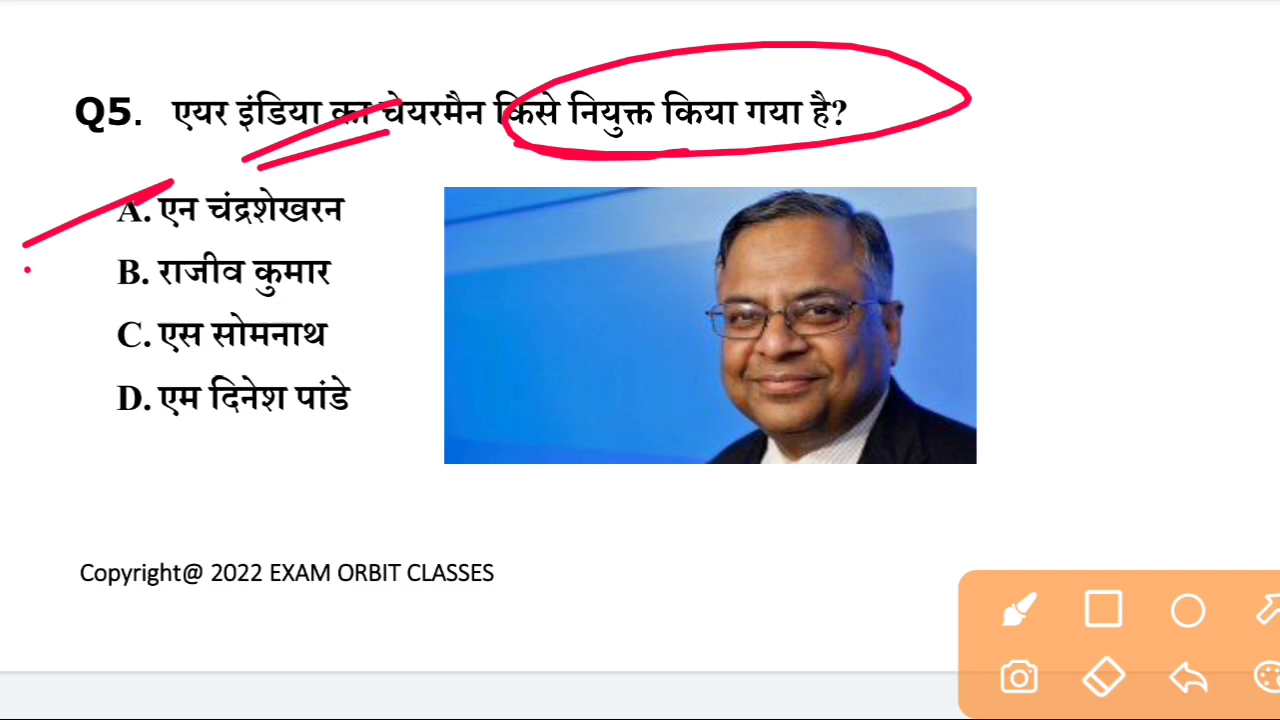 Q5. एयर इंडिया का चेयरमैन किसे नियुक्त किया गया है?
A. एन चंद्रशेखरन
B. राजीव कुमार
C. एस सोमनाथ
D. एम दिनेश पांडे
Copyright@ 2022 EXAM ORBIT CLASSES